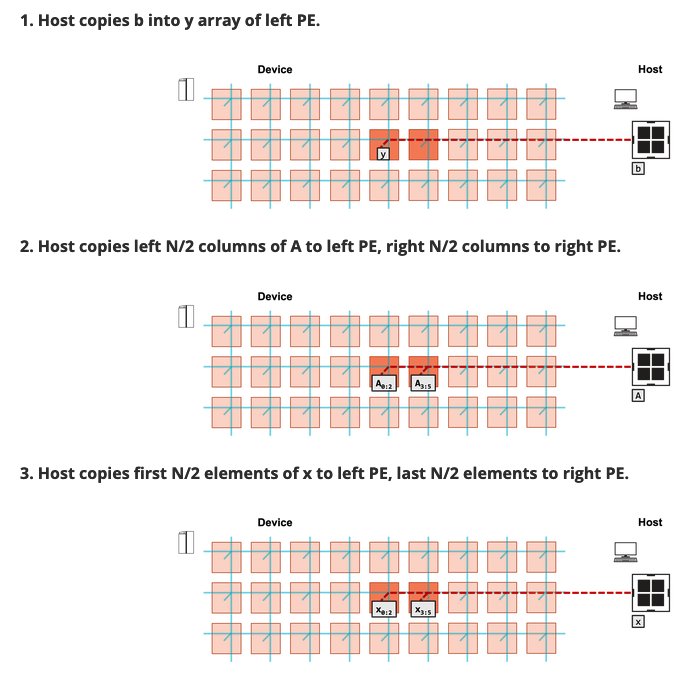 1. Host copies b into y array of left PE.
Device
Host
y
b
2. Host copies left N/2 columns of A to left PE, right N/2 columns to right PE.
Device
Host
A0:2
A3:5
A
3. Host copies first N/2 elements of x to left PE, last N/2 elements to right PE.
Device
Host
x0:2
x3:5
x